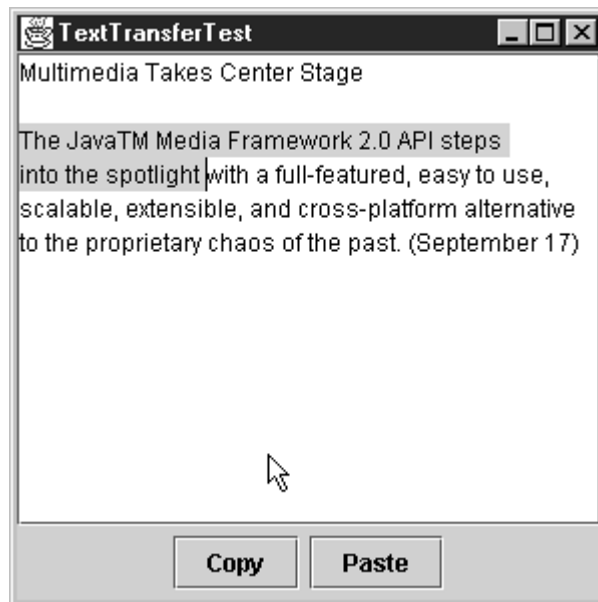 TextTransferTest
Multimedia Takes Center Stage
The JavaTM Media Framework 2.0 API steps
into the spotlight with a full-featured, easy to use,
scalable, extensible, and cross-platform alternative
to the proprietary chaos of the past. (September 17)
Copy Paste